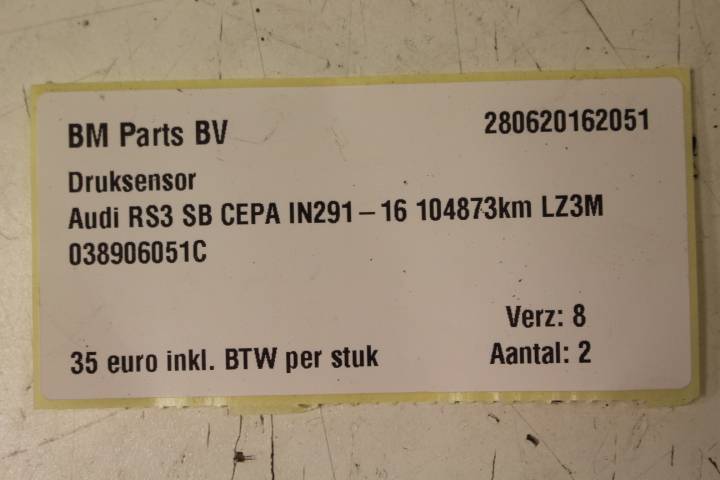 BM Parts BV 280620162051
Druksensor
Audi RS3 SB CEPA IN291-16 104873km LZ3M
038906051C
Verz: 8
35 euro inkl. BTW per stuk Aantal: 2